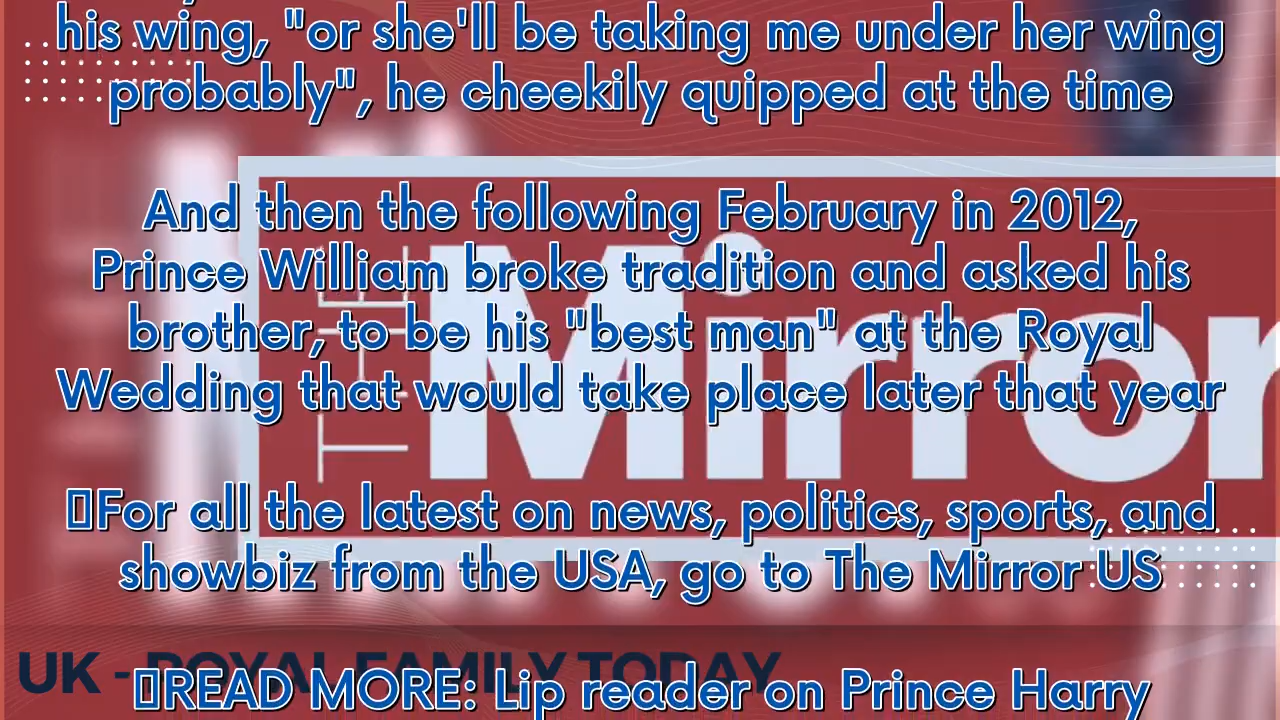 his wing, "or she'll be taking me under her wing
probably", he cheekily quipped at the time
And then the following February in 2012,
Prince William broke tradition and asked his
brother, to be his "best man" at the Royal
Wedding that would take place later that year
For all the latest on news, politics, sports, and
showbiz from the USA, go to The Mirror US
READ MORE: Lip reader on Prince Harry
THE
Mirror
UK - ROYAL FAMILY TODAY